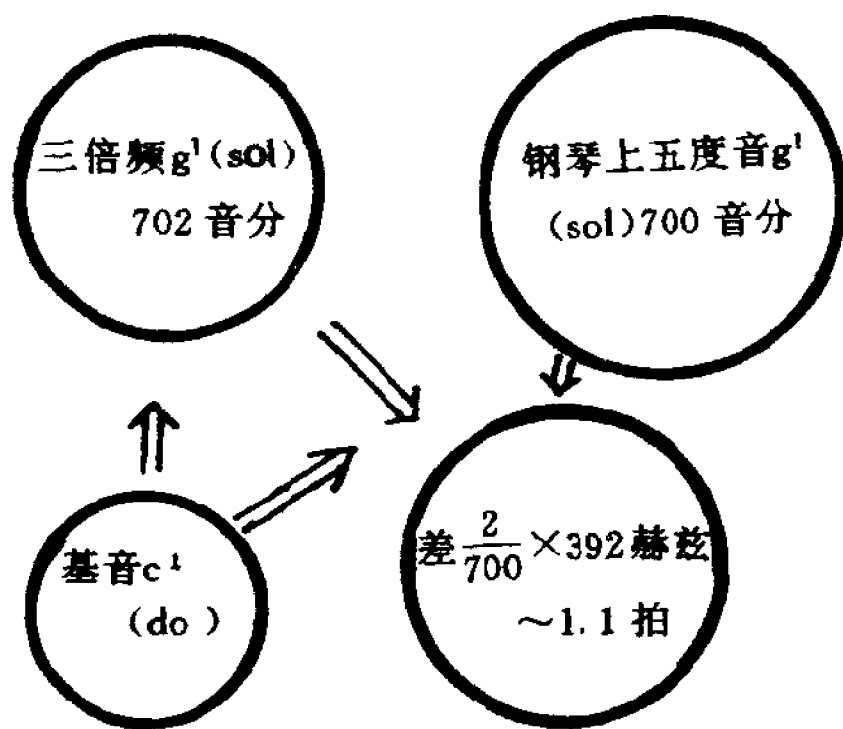 三倍频g¹(sol)
702 音分
钢琴上五度音g¹
(sol)700 音分
基音c¹
(do)
差 2/700 ×392赫兹
～1.1 拍